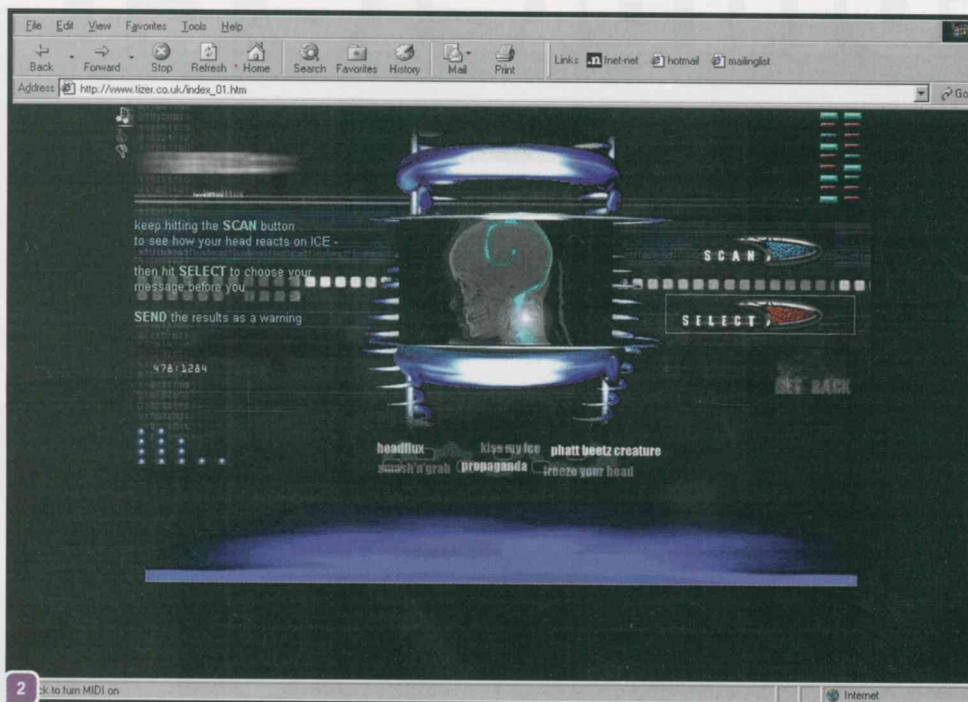 File Edit View Favorites Tools Help
Back Forward Stop Refresh Home Search Favorites History Mail Print Links fnet-net hotmail mailinglist
Address http://www.tizer.co.uk/index_01.htm Go
keep hitting the SCAN button
to see how your head reacts on ICE -
then hit SELECT to choose your
message before you
SEND the results as a warning
478:1284
SCAN
SELECT
GET BACK
headflux kiss my ice phatt beetz creature
smash'n'grab propaganda freeze your head
2 ck to turn MIDI on Internet